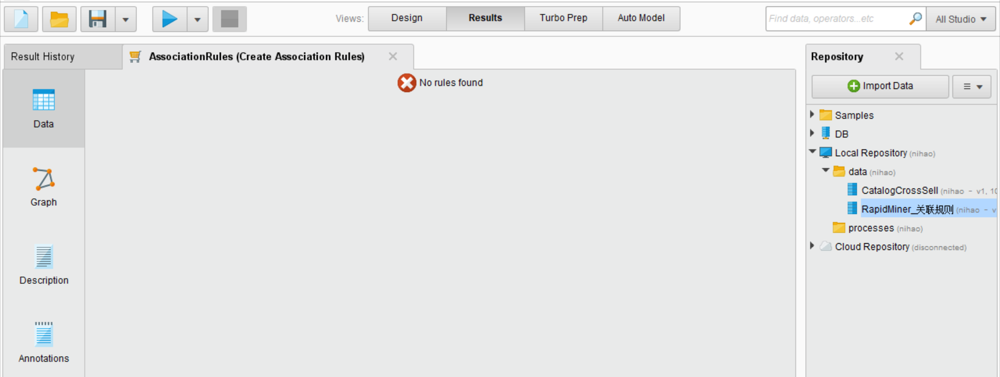 Views: Design Results Turbo Prep Auto Model Find data, operators...etc All Studio
Result History AssociationRules (Create Association Rules) Repository
No rules found
Import Data
Data
Graph
Description
Annotations
Samples
DB
Local Repository (nihao)
data (nihao)
CatalogCrossSell (nihao - v1, 10
RapidMiner_关联规则 (nihao - v
processes (nihao)
Cloud Repository (disconnected)